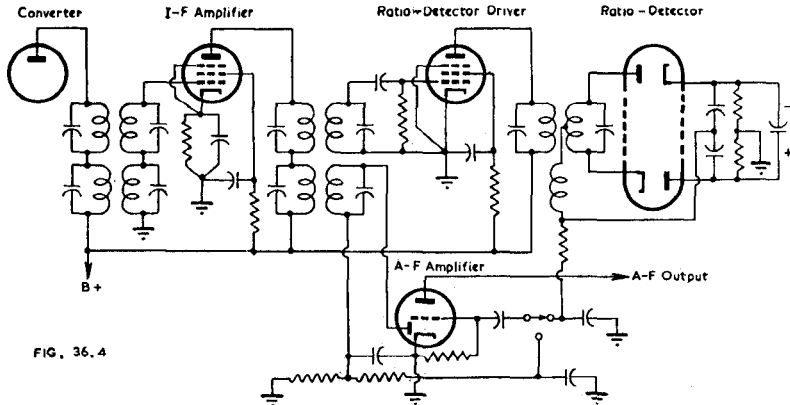 Converter
I-F Amplifier
Ratio-Detector Driver
Ratio-Detector
−
+
B+
A-F Amplifier
A-F Output
FIG. 36.4